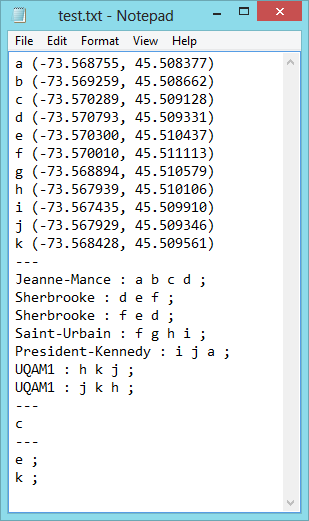 test.txt - Notepad
File Edit Format View Help
a (-73.568755, 45.508377)
b (-73.569259, 45.508662)
c (-73.570289, 45.509128)
d (-73.570793, 45.509331)
e (-73.570300, 45.510437)
f (-73.570010, 45.511113)
g (-73.568894, 45.510579)
h (-73.567939, 45.510106)
i (-73.567435, 45.509910)
j (-73.567929, 45.509346)
k (-73.568428, 45.509561)
---
Jeanne-Mance : a b c d ;
Sherbrooke : d e f ;
Sherbrooke : f e d ;
Saint-Urbain : f g h i ;
President-Kennedy : i j a ;
UQAM1 : h k j ;
UQAM1 : j k h ;
---
c
---
e ;
k ;